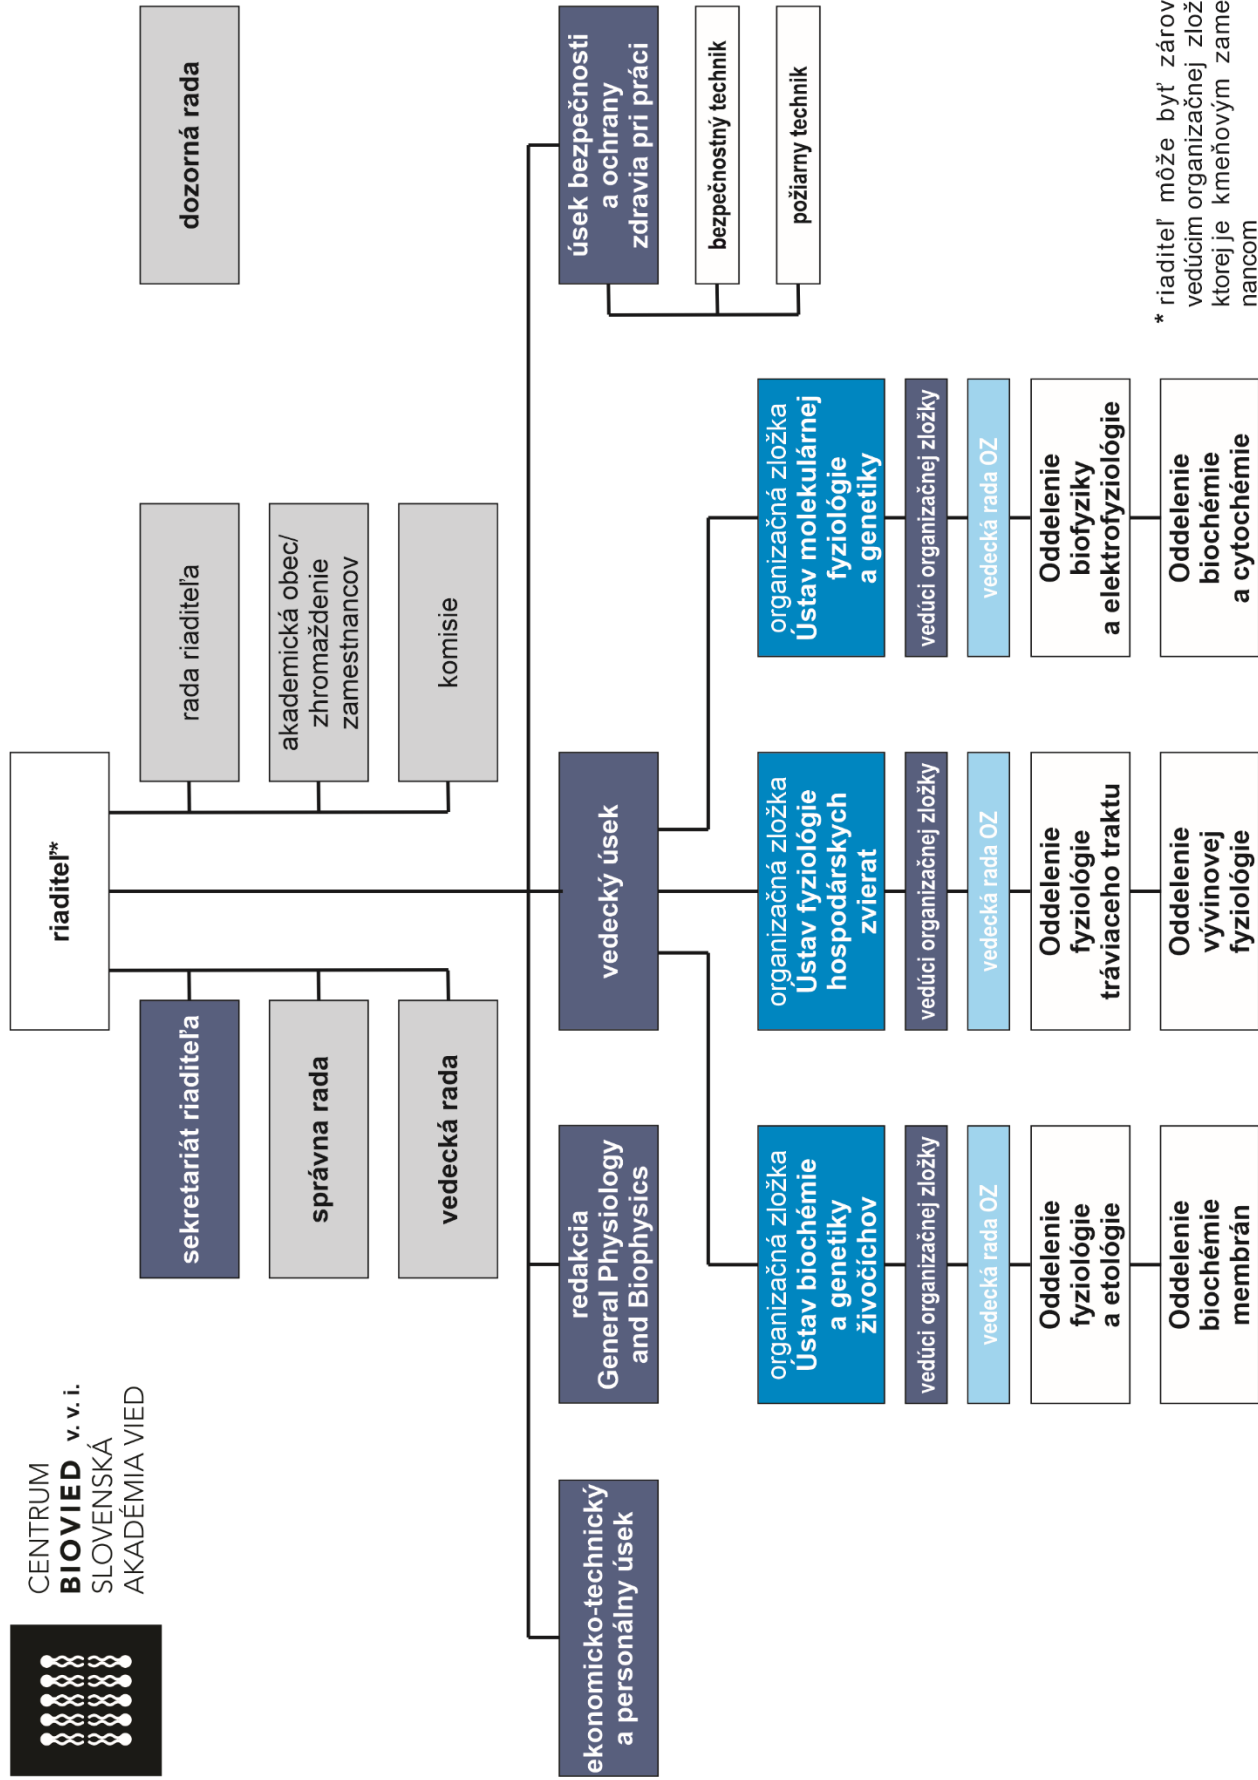 CENTRUM
BIOVIED v. v. i.
SLOVENSKÁ
AKADÉMIA VIED
riaditeľ*
sekretariát riaditeľa
správna rada
vedecká rada
rada riaditeľa
akademická obec/
zhromaždenie
zamestnancov
komisie
dozorná rada
ekonomicko-technický
a personálny úsek
redakcia
General Physiology
and Biophysics
vedecký úsek
úsek bezpečnosti
a ochrany
zdravia pri práci
bezpečnostný technik
požiarny technik
organizačná zložka
Ústav biochémie
a genetiky
živočíchov
vedúci organizačnej zložky
vedecká rada OZ
Oddelenie
fyziológie
a etológie
Oddelenie
biochémie
membrán
organizačná zložka
Ústav fyziológie
hospodárskych
zvierat
vedúci organizačnej zložky
vedecká rada OZ
Oddelenie
fyziológie
tráviaceho traktu
Oddelenie
vývinovej
fyziológie
organizačná zložka
Ústav molekulárnej
fyziológie
a genetiky
vedúci organizačnej zložky
vedecká rada OZ
Oddelenie
biofyziky
a elektrofyziológie
Oddelenie
biochémie
a cytochémie
* riaditeľ môže byť zárov
vedúcim organizačnej zlož
ktorej je kmeňovým zame
nancom